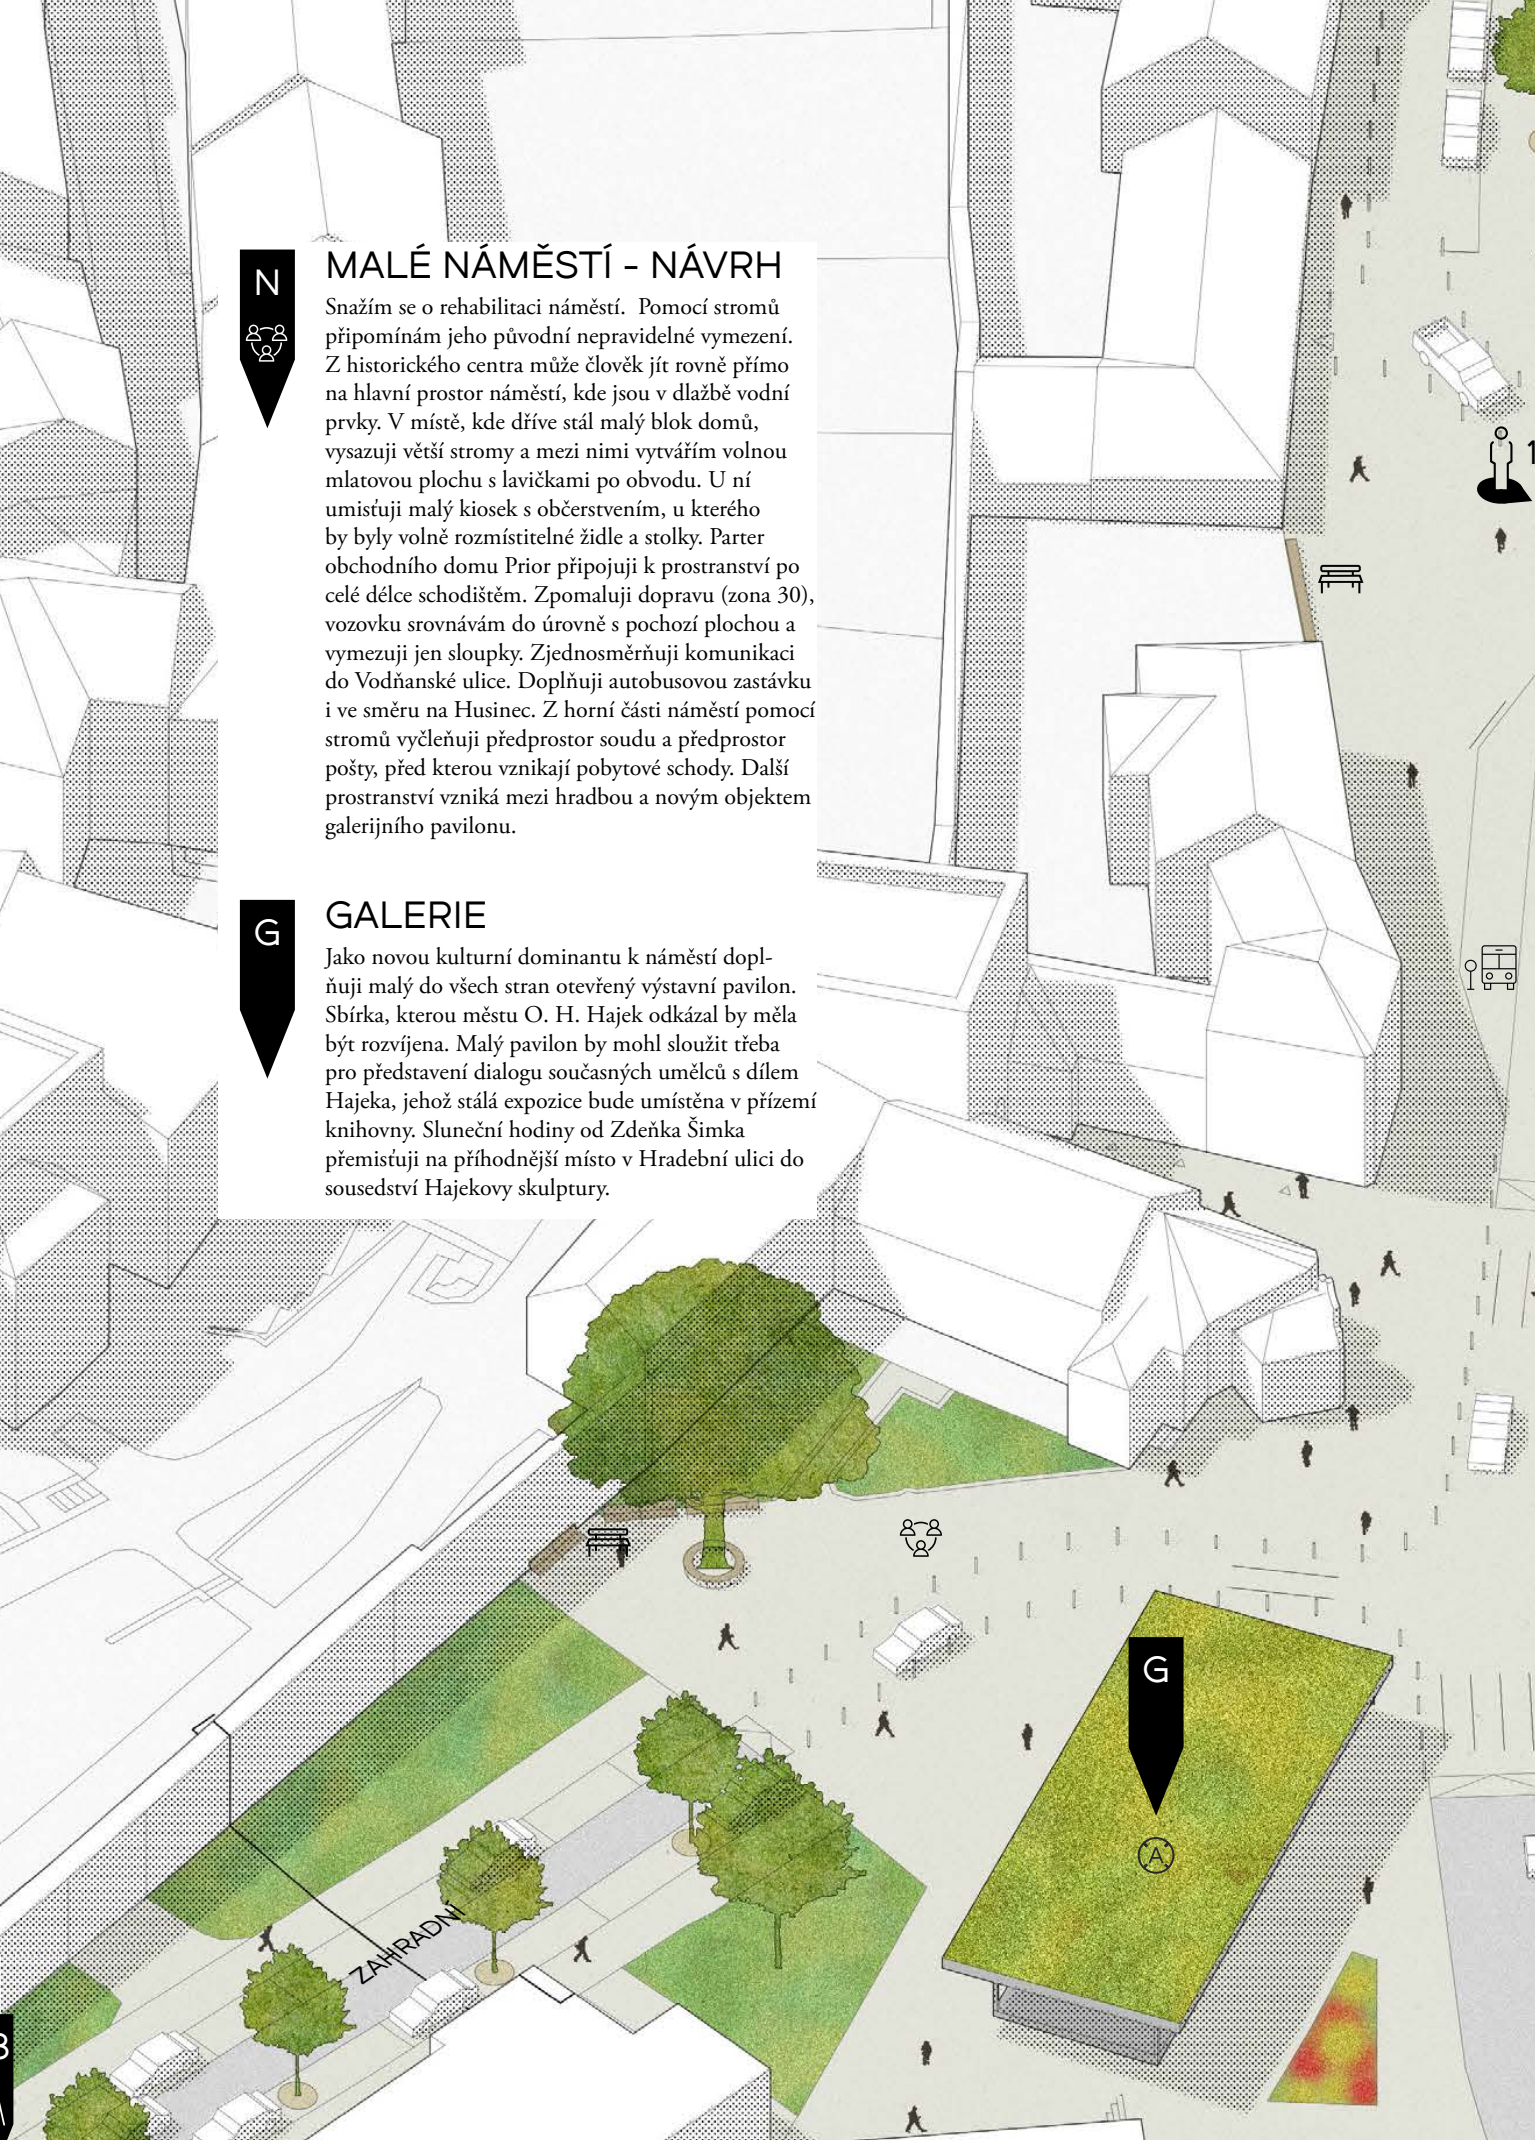 N
MALÉ NÁMĚSTÍ - NÁVRH
Snažím se o rehabilitaci náměstí. Pomocí stromů
připomínám jeho původní nepravidelné vymezení.
Z historického centra může člověk jít rovně přímo
na hlavní prostor náměstí, kde jsou v dlažbě vodní
prvky. V místě, kde dříve stál malý blok domů,
vysazuji větší stromy a mezi nimi vytvářím volnou
mlatovou plochu s lavičkami po obvodu. U ní
umisťuji malý kiosek s občerstvením, u kterého
by byly volně rozmístitelné židle a stolky. Parter
obchodního domu Prior připojuji k prostranství po
celé délce schodištěm. Zpomaluji dopravu (zona 30),
vozovku srovnávám do úrovně s pochozí plochou a
vymezuji jen sloupky. Zjednosměrňuji komunikaci
do Vodňanské ulice. Doplňuji autobusovou zastávku
i ve směru na Husinec. Z horní části náměstí pomocí
stromů vyčleňuji předprostor soudu a předprostor
pošty, před kterou vznikají pobytové schody. Další
prostranství vzniká mezi hradbou a novým objektem
galerijního pavilonu.
1
G
GALERIE
Jako novou kulturní dominantu k náměstí dopl-
ňuji malý do všech stran otevřený výstavní pavilon.
Sbírka, kterou městu O. H. Hajek odkázal by měla
být rozvíjena. Malý pavilon by mohl sloužit třeba
pro představení dialogu současných umělců s dílem
Hajeka, jehož stálá expozice bude umístěna v přízemí
knihovny. Sluneční hodiny od Zdeňka Šimka
přemisťuji na příhodnější místo v Hradební ulici do
sousedství Hajekovy skulptury.
G
A
ZAHRADNÍ